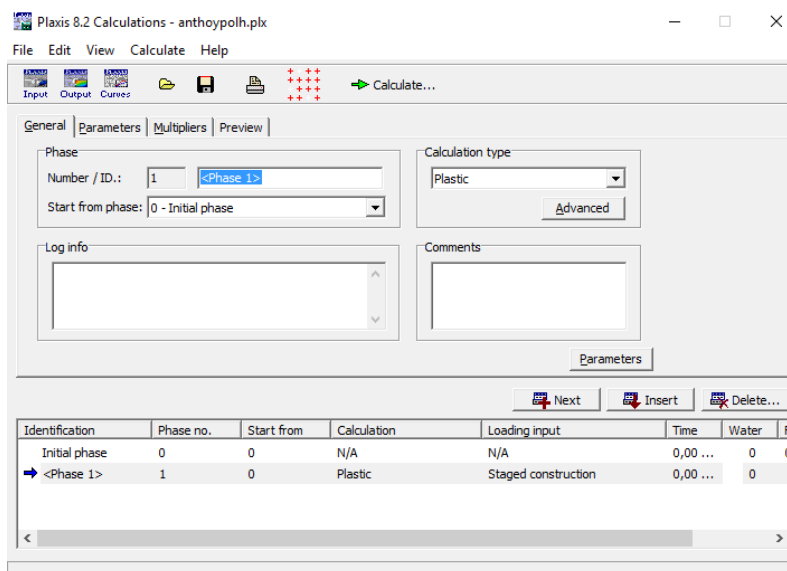 Plaxis 8.2 Calculations - anthoypolh.plx
File Edit View Calculate Help
Input Output Curves Calculate...
General Parameters Multipliers Preview
Phase
Number / ID.: 1 <Phase 1>
Start from phase: 0 - Initial phase
Calculation type
Plastic
Advanced
Log info
Comments
Parameters
Next Insert Delete...
Identification Phase no. Start from Calculation Loading input Time Water
Initial phase 0 0 N/A N/A 0,00 ... 0
<Phase 1> 1 0 Plastic Staged construction 0,00 ... 0